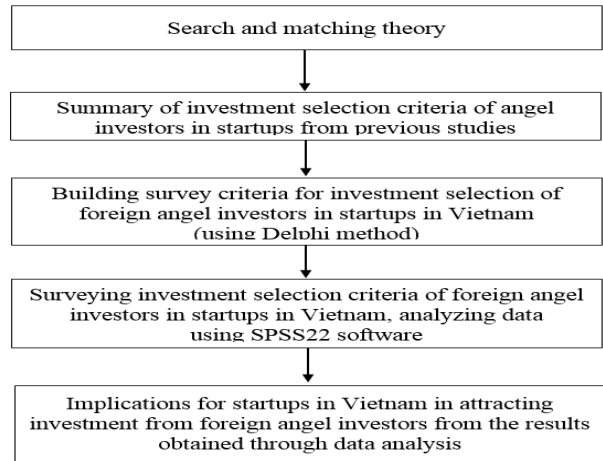 Search and matching theory
Summary of investment selection criteria of angel
investors in startups from previous studies
Building survey criteria for investment selection of
foreign angel investors in startups in Vietnam
(using Delphi method)
Surveying investment selection criteria of foreign angel
investors in startups in Vietnam, analyzing data
using SPSS22 software
Implications for startups in Vietnam in attracting
investment from foreign angel investors from the results
obtained through data analysis